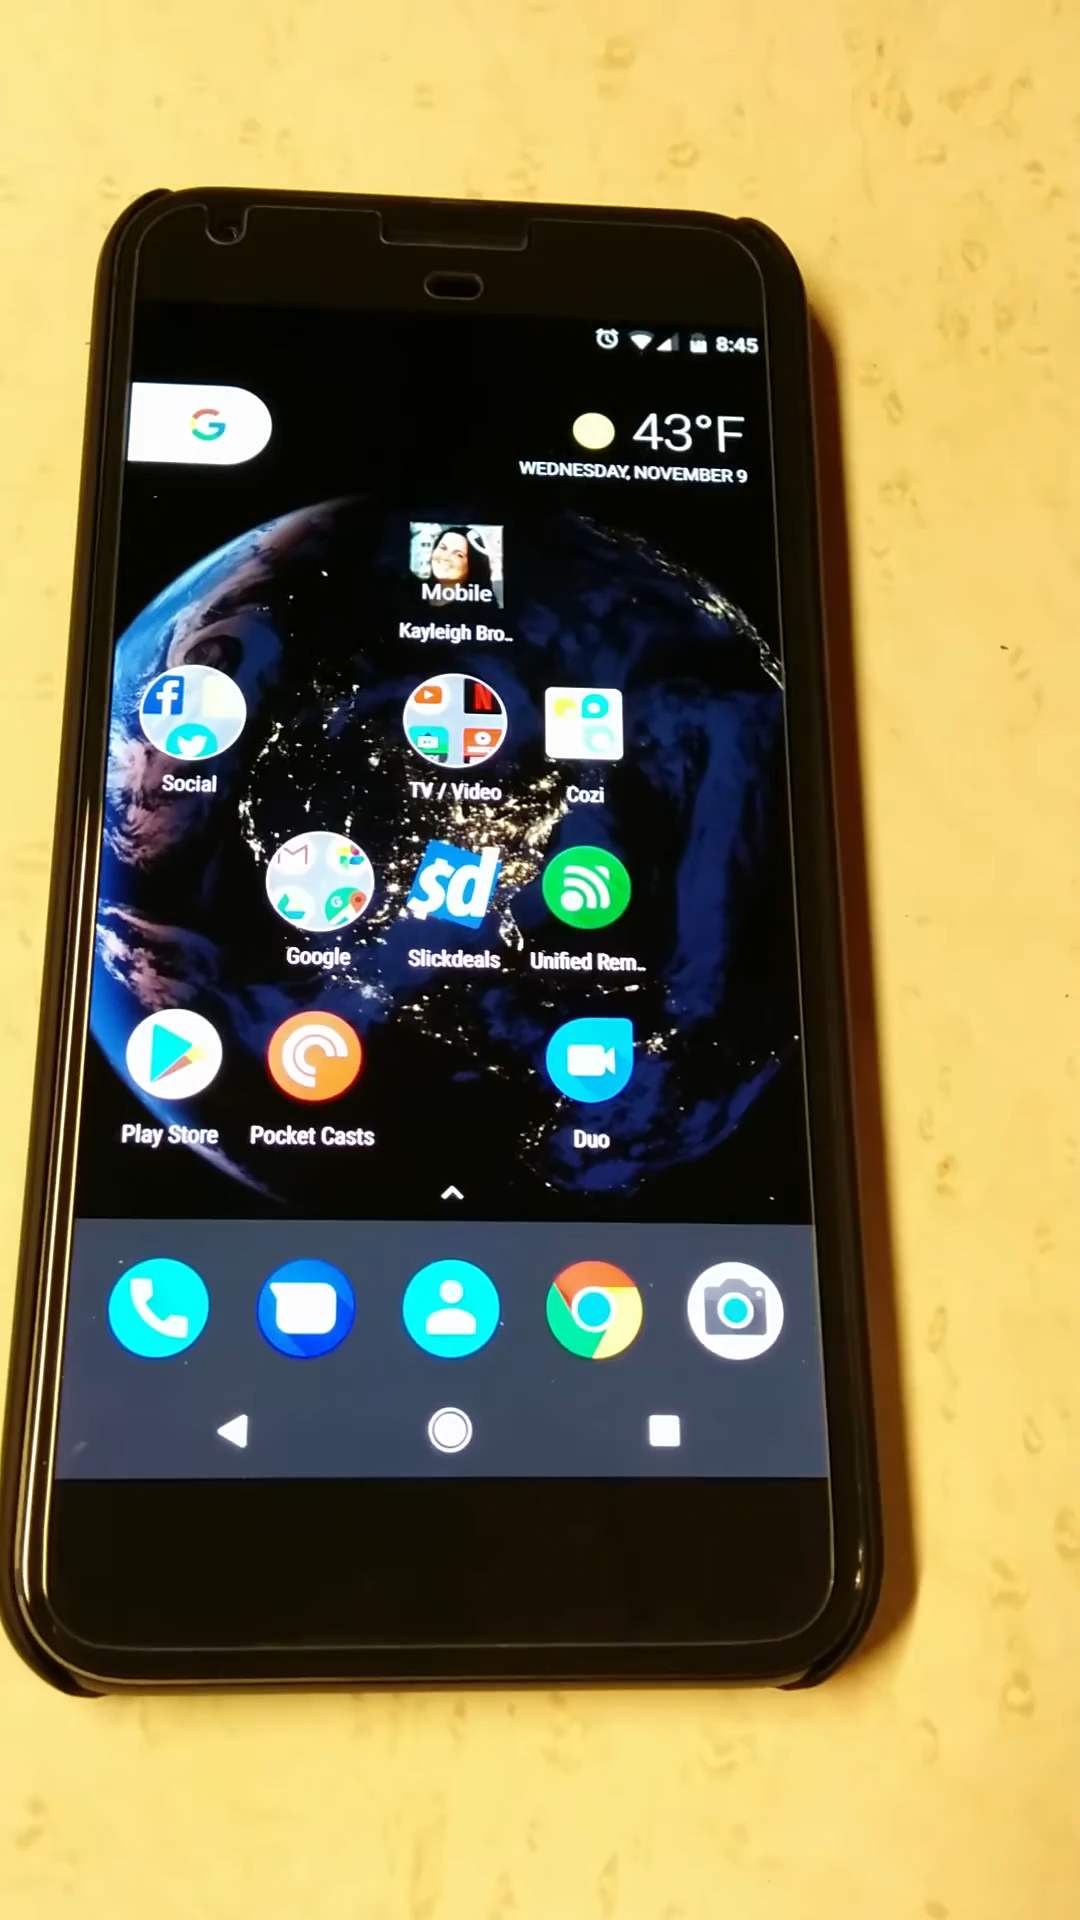 8:45
G
43°F
WEDNESDAY, NOVEMBER 9
Mobile
Kayleigh Bro..
Social
TV / Video
Cozi
Google
$d
Slickdeals
Unified Rem..
Play Store
Pocket Casts
Duo